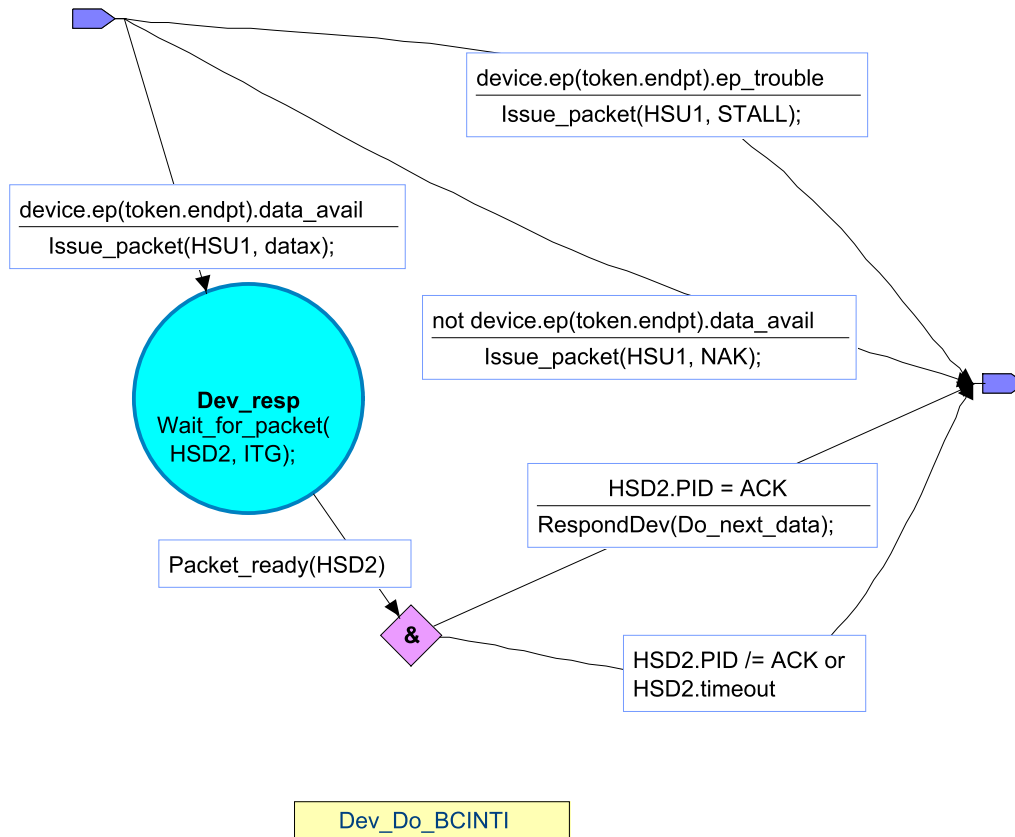 device.ep(token.endpt).ep_trouble
Issue_packet(HSU1, STALL);
device.ep(token.endpt).data_avail
Issue_packet(HSU1, datax);
not device.ep(token.endpt).data_avail
Issue_packet(HSU1, NAK);
Dev_resp
Wait_for_packet(
HSD2, ITG);
HSD2.PID = ACK
RespondDev(Do_next_data);
Packet_ready(HSD2)
&
HSD2.PID /= ACK or
HSD2.timeout
Dev_Do_BCINTI